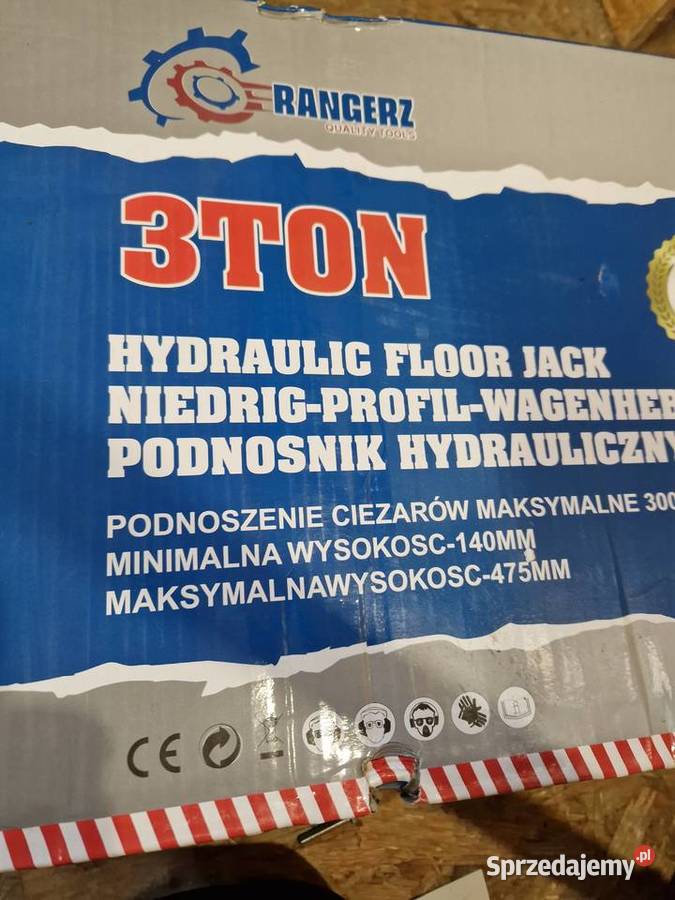 RANGERZ
QUALITY TOOLS
3TON
HYDRAULIC FLOOR JACK
NIEDRIG-PROFIL-WAGENHEB
PODNOSNIK HYDRAULICZNY
PODNOSZENIE CIEZARÓW MAKSYMALNE 300
MINIMALNA WYSOKOSC-140MM
MAKSYMALNAWYSOKOSC-475MM
CE
Sprzedajemy.pl